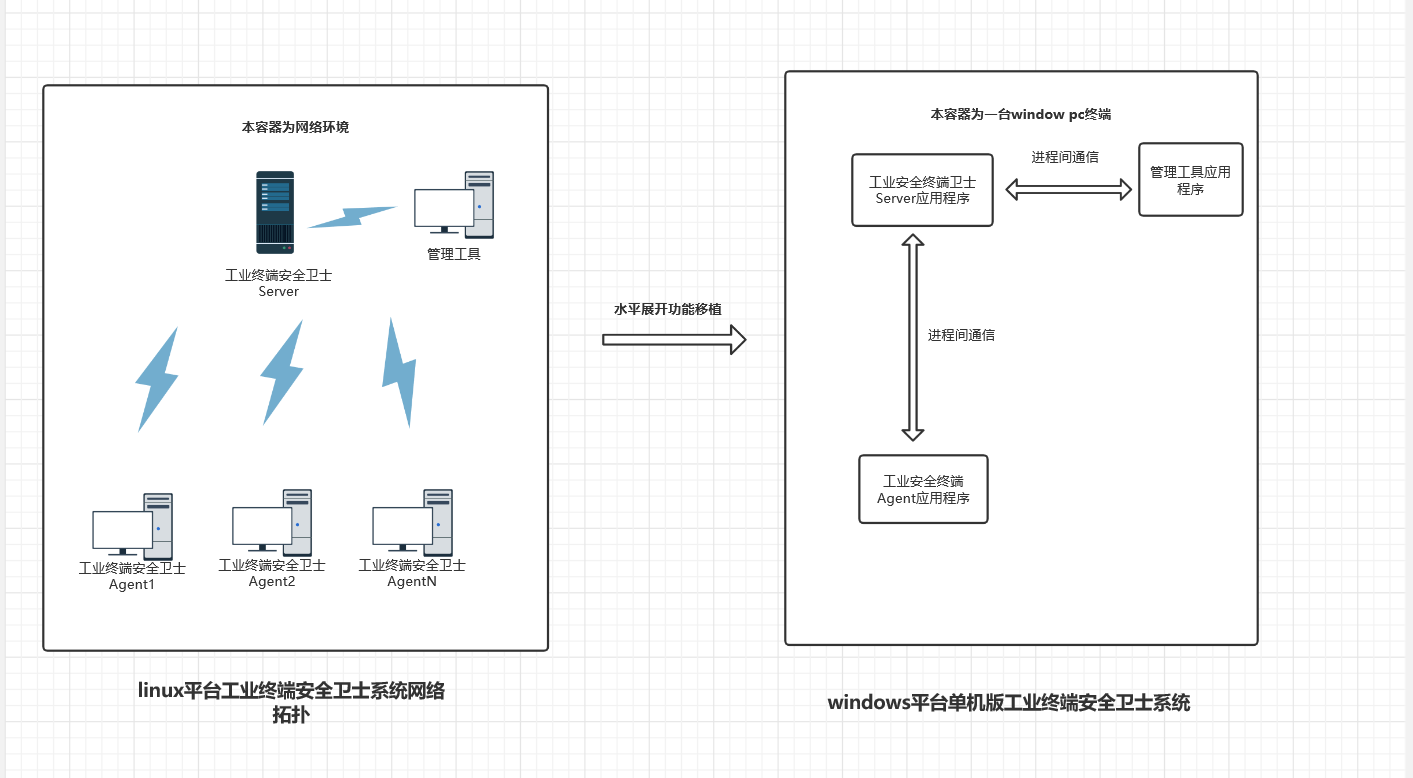 本容器为网络环境
工业终端安全卫士
Server
管理工具
工业终端安全卫士
Agent1
工业终端安全卫士
Agent2
工业终端安全卫士
AgentN
linux平台工业终端安全卫士系统网络
拓扑
水平展开功能移植
本容器为一台window pc终端
工业安全终端卫士
Server应用程序
进程间通信
管理工具应用
程序
进程间通信
工业安全终端
Agent应用程序
windows平台单机版工业终端安全卫士系统